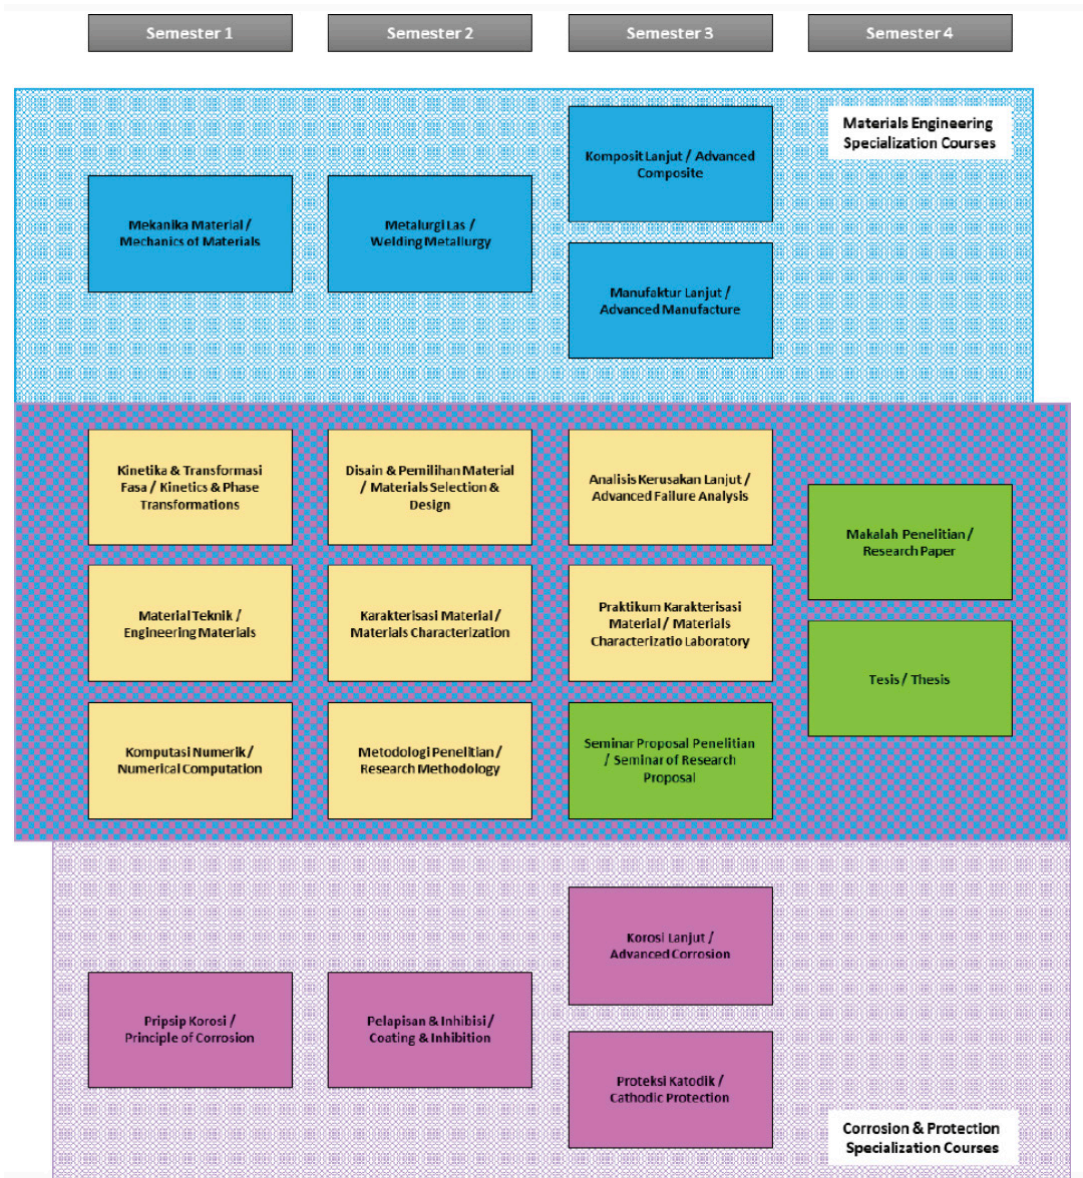 Semester 1
Semester 2
Semester 3
Semester 4
Materials Engineering
Specialization Courses
Komposit Lanjut / Advanced
Composite
Mekanika Material /
Mechanics of Materials
Metalurgi Las /
Welding Metallurgy
Manufaktur Lanjut /
Advanced Manufacture
Kinetika & Transformasi
Fasa / Kinetics & Phase
Transformations
Disain & Pemilihan Material
/ Materials Selection &
Design
Analisis Kerusakan Lanjut /
Advanced Failure Analysis
Makalah Penelitian /
Research Paper
Material Teknik /
Engineering Materials
Karakterisasi Material /
Materials Characterization
Praktikum Karakterisasi
Material / Materials
Characterizatio Laboratory
Tesis / Thesis
Komputasi Numerik /
Numerical Computation
Metodologi Penelitian /
Research Methodology
Seminar Proposal Penelitian
/ Seminar of Research
Proposal
Korosi Lanjut /
Advanced Corrosion
Pripsip Korosi /
Principle of Corrosion
Pelapisan & Inhibisi /
Coating & Inhibition
Proteksi Katodik /
Cathodic Protection
Corrosion & Protection
Specialization Courses